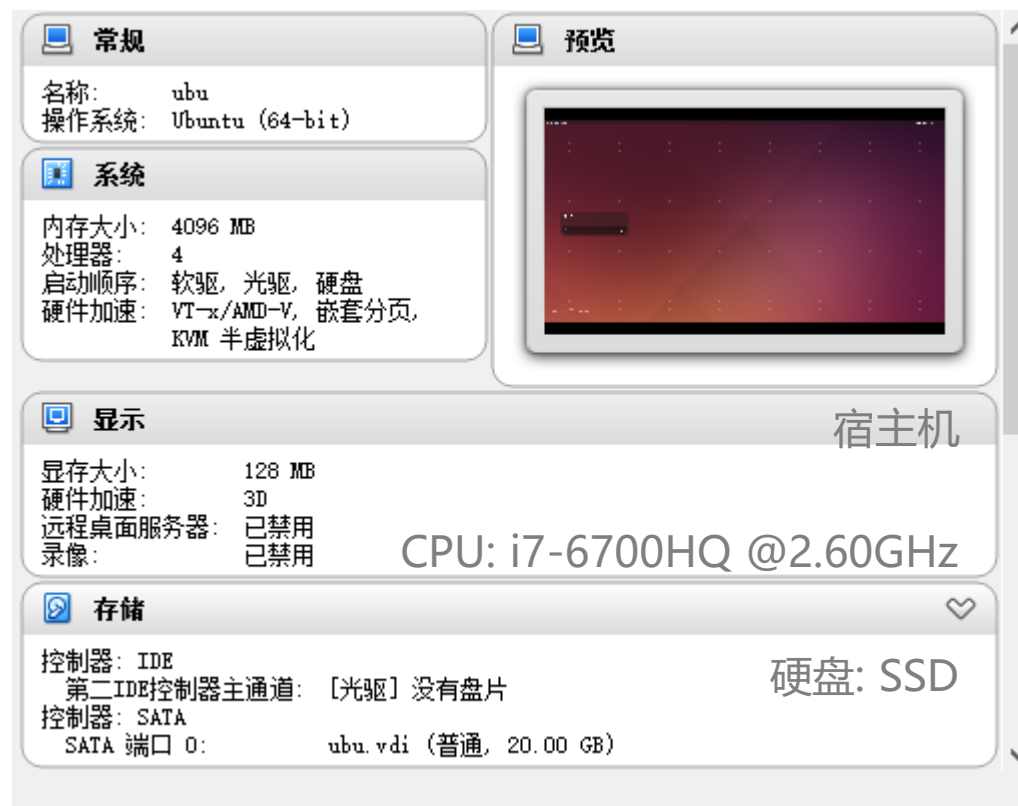 常规
名称: ubu
操作系统: Ubuntu (64-bit)
预览
系统
内存大小: 4096 MB
处理器: 4
启动顺序: 软驱, 光驱, 硬盘
硬件加速: VT-x/AMD-V, 嵌套分页,
KVM 半虚拟化
显示
宿主机
显存大小: 128 MB
硬件加速: 3D
远程桌面服务器: 已禁用
录像: 已禁用
CPU: i7-6700HQ @2.60GHz
存储
控制器: IDE
第二IDE控制器主通道: [光驱] 没有盘片
硬盘: SSD
控制器: SATA
SATA 端口 0: ubu.vdi (普通, 20.00 GB)